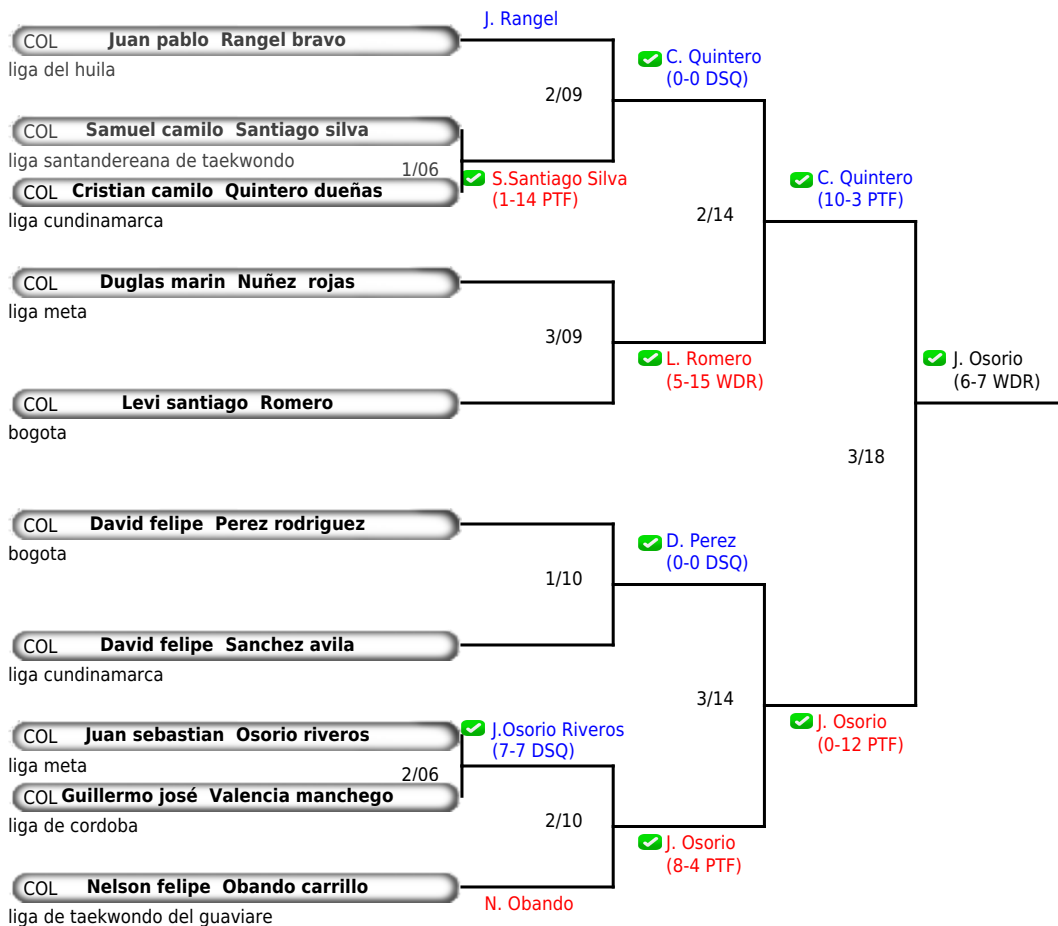 J. Rangel
COL Juan pablo Rangel bravo
liga del huila
C. Quintero
(0-0 DSQ)
2/09
COL Samuel camilo Santiago silva
liga santandereana de taekwondo
1/06
S.Santiago Silva
(1-14 PTF)
COL Cristian camilo Quintero dueñas
liga cundinamarca
C. Quintero
(10-3 PTF)
2/14
COL Duglas marin Nuñez rojas
liga meta
3/09
L. Romero
(5-15 WDR)
J. Osorio
(6-7 WDR)
COL Levi santiago Romero
bogota
3/18
COL David felipe Perez rodriguez
bogota
D. Perez
(0-0 DSQ)
1/10
COL David felipe Sanchez avila
liga cundinamarca
3/14
J. Osorio
(0-12 PTF)
COL Juan sebastian Osorio riveros
liga meta
J.Osorio Riveros
(7-7 DSQ)
2/06
COL Guillermo josé Valencia manchego
liga de cordoba
2/10
J. Osorio
(8-4 PTF)
COL Nelson felipe Obando carrillo
liga de taekwondo del guaviare
N. Obando